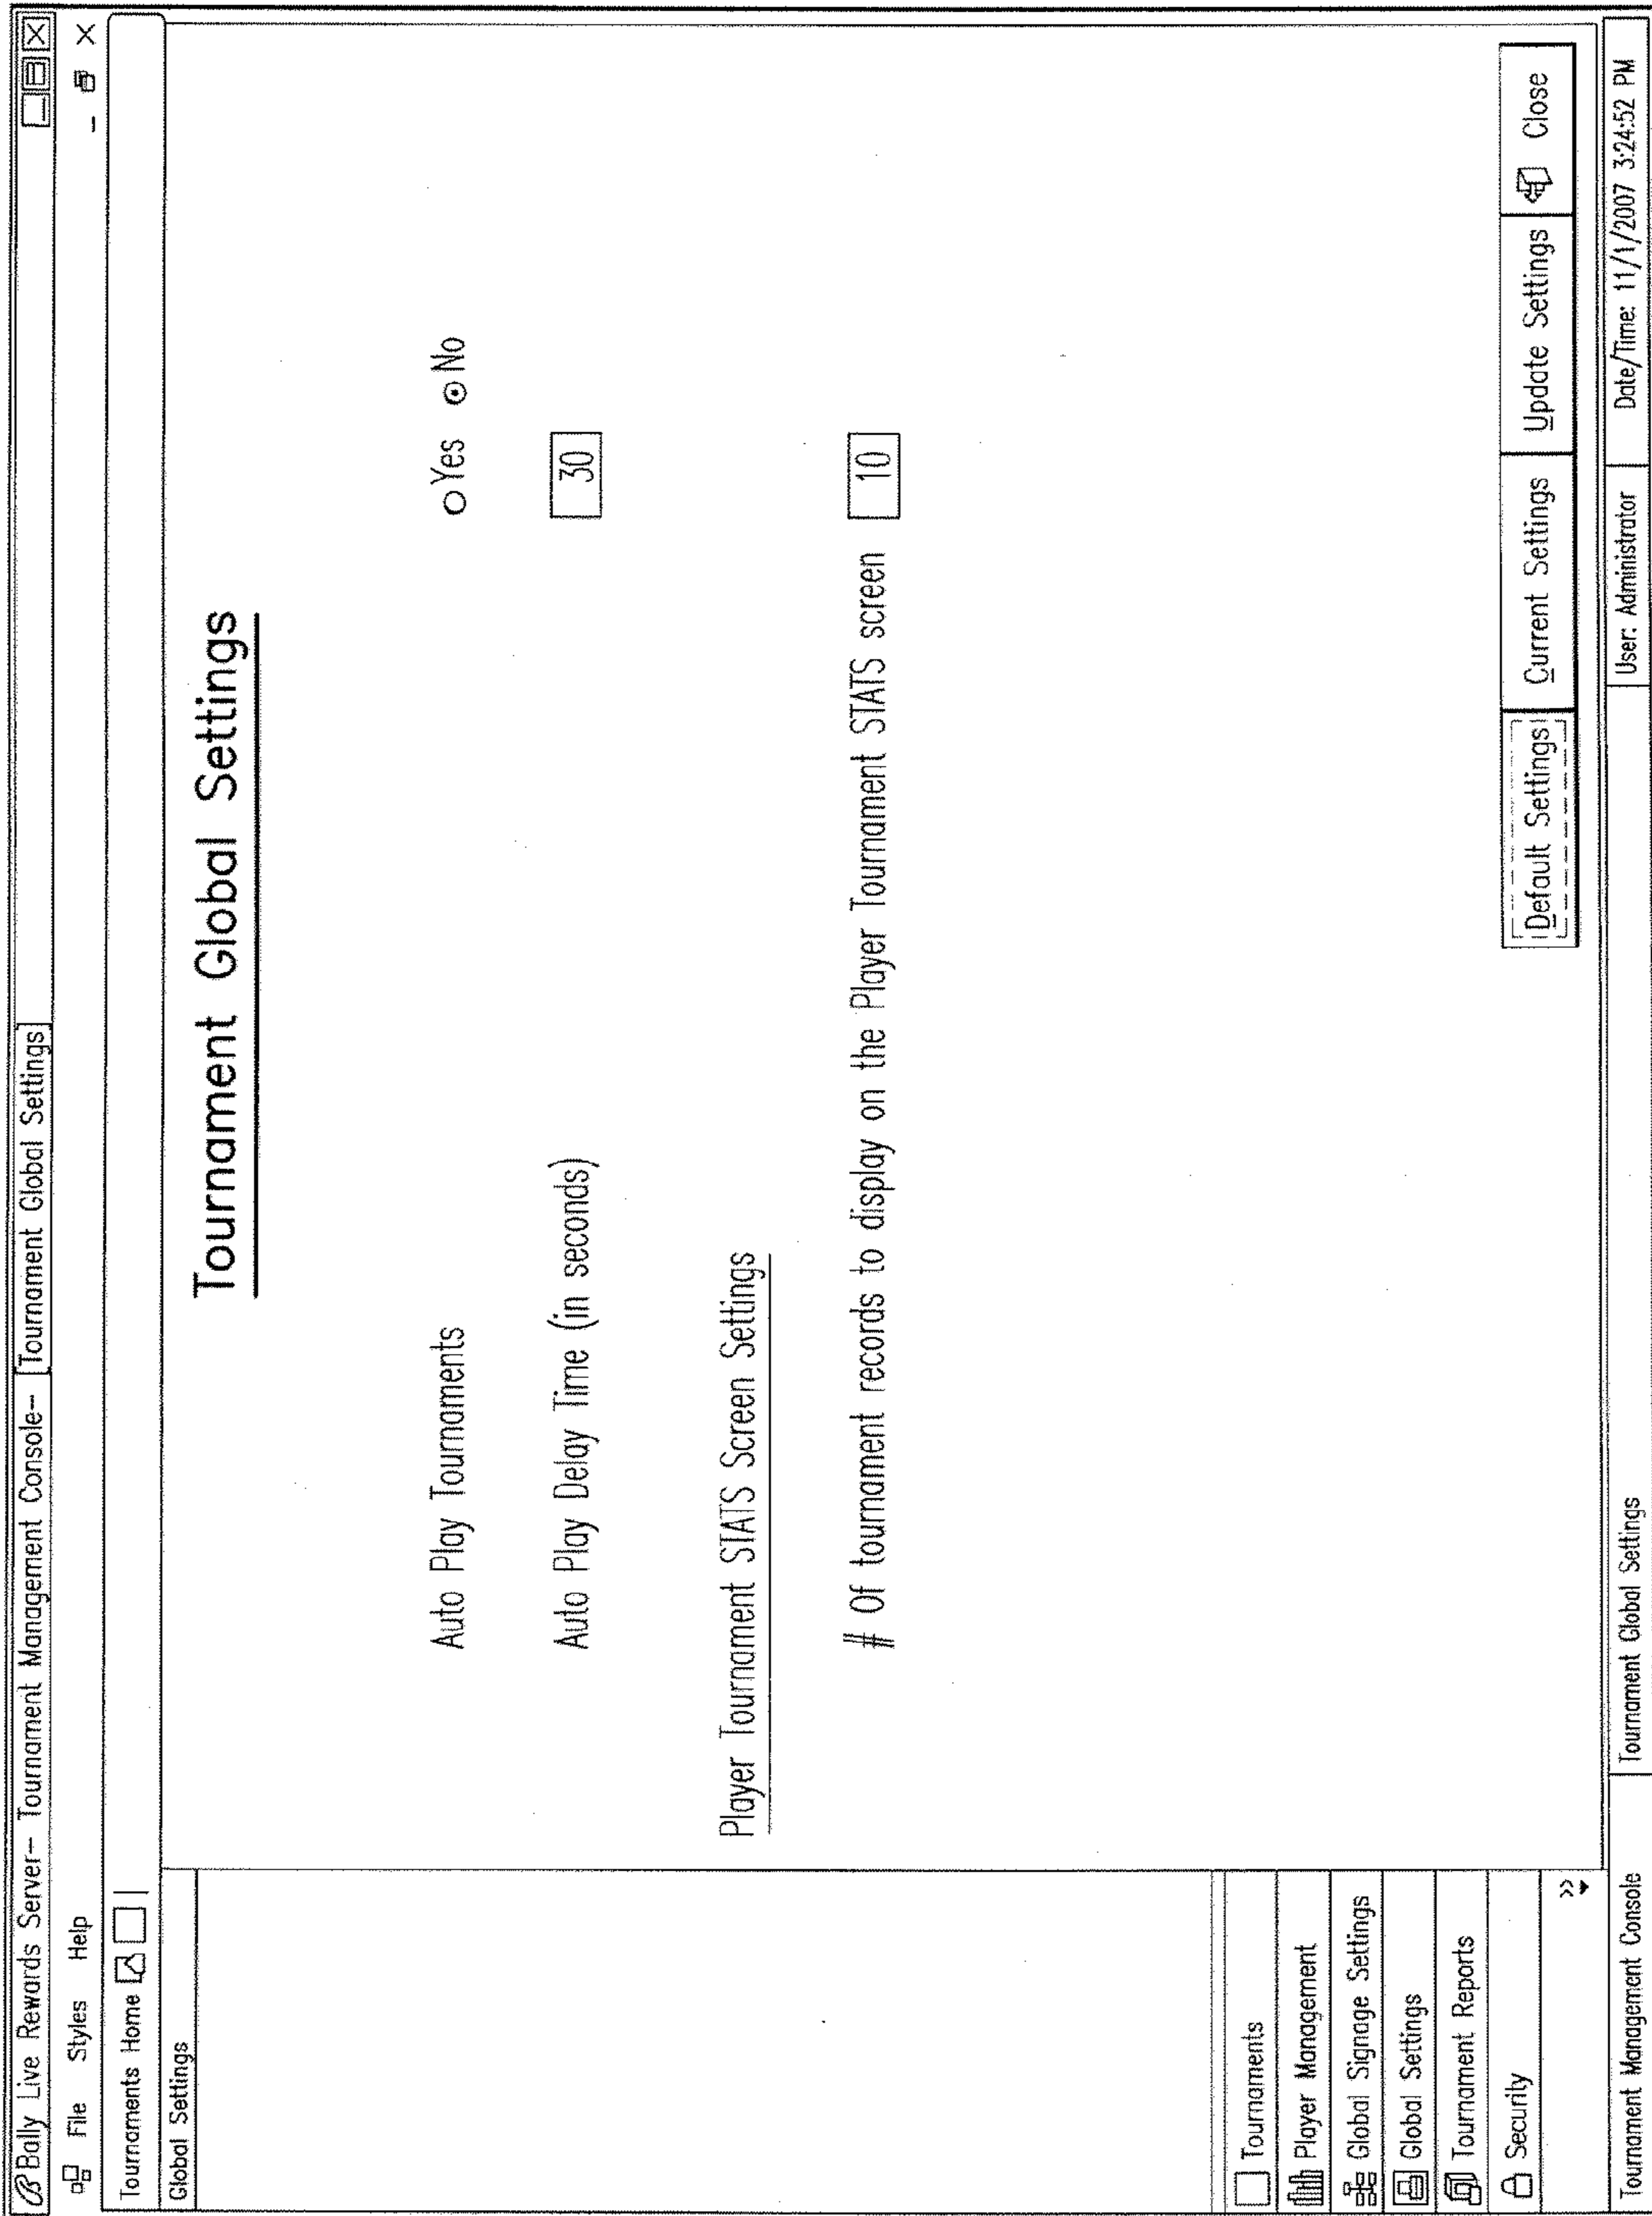 Bally Live Rewards Server- Tournament Management Console- [Tournament Global Settings]
File Styles Help
Tournaments Home
Global Settings
Tournament Global Settings
Auto Play Tournaments Yes No
Auto Play Delay Time (in seconds) 30
Player Tournament STATS Screen Settings
# Of tournament records to display on the Player Tournament STATS screen 10
Tournaments
Player Management
Global Signage Settings
Global Settings
Tournament Reports
Security
Default Settings Current Settings Update Settings Close
Tournament Management Console Tournament Global Settings User: Administrator Date/Time: 11/1/2007 3:24:52 PM